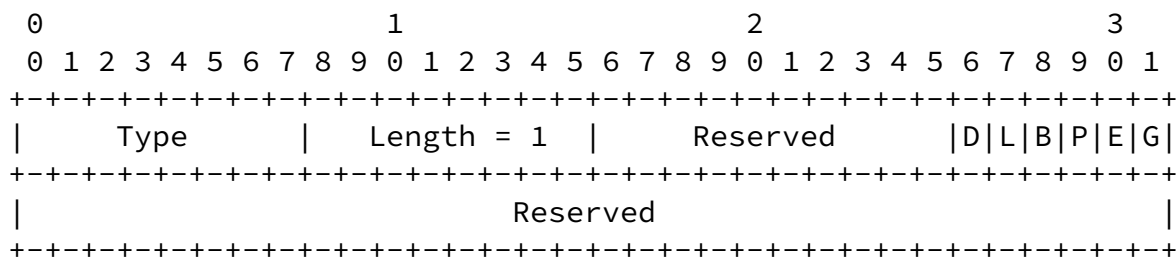 0                   1                   2                   3
 0 1 2 3 4 5 6 7 8 9 0 1 2 3 4 5 6 7 8 9 0 1 2 3 4 5 6 7 8 9 0 1
+-+-+-+-+-+-+-+-+-+-+-+-+-+-+-+-+-+-+-+-+-+-+-+-+-+-+-+-+-+-+-+-+
|     Type      |   Length = 1  |     Reserved      |D|L|B|P|E|G|
+-+-+-+-+-+-+-+-+-+-+-+-+-+-+-+-+-+-+-+-+-+-+-+-+-+-+-+-+-+-+-+-+
|                           Reserved                            |
+-+-+-+-+-+-+-+-+-+-+-+-+-+-+-+-+-+-+-+-+-+-+-+-+-+-+-+-+-+-+-+-+